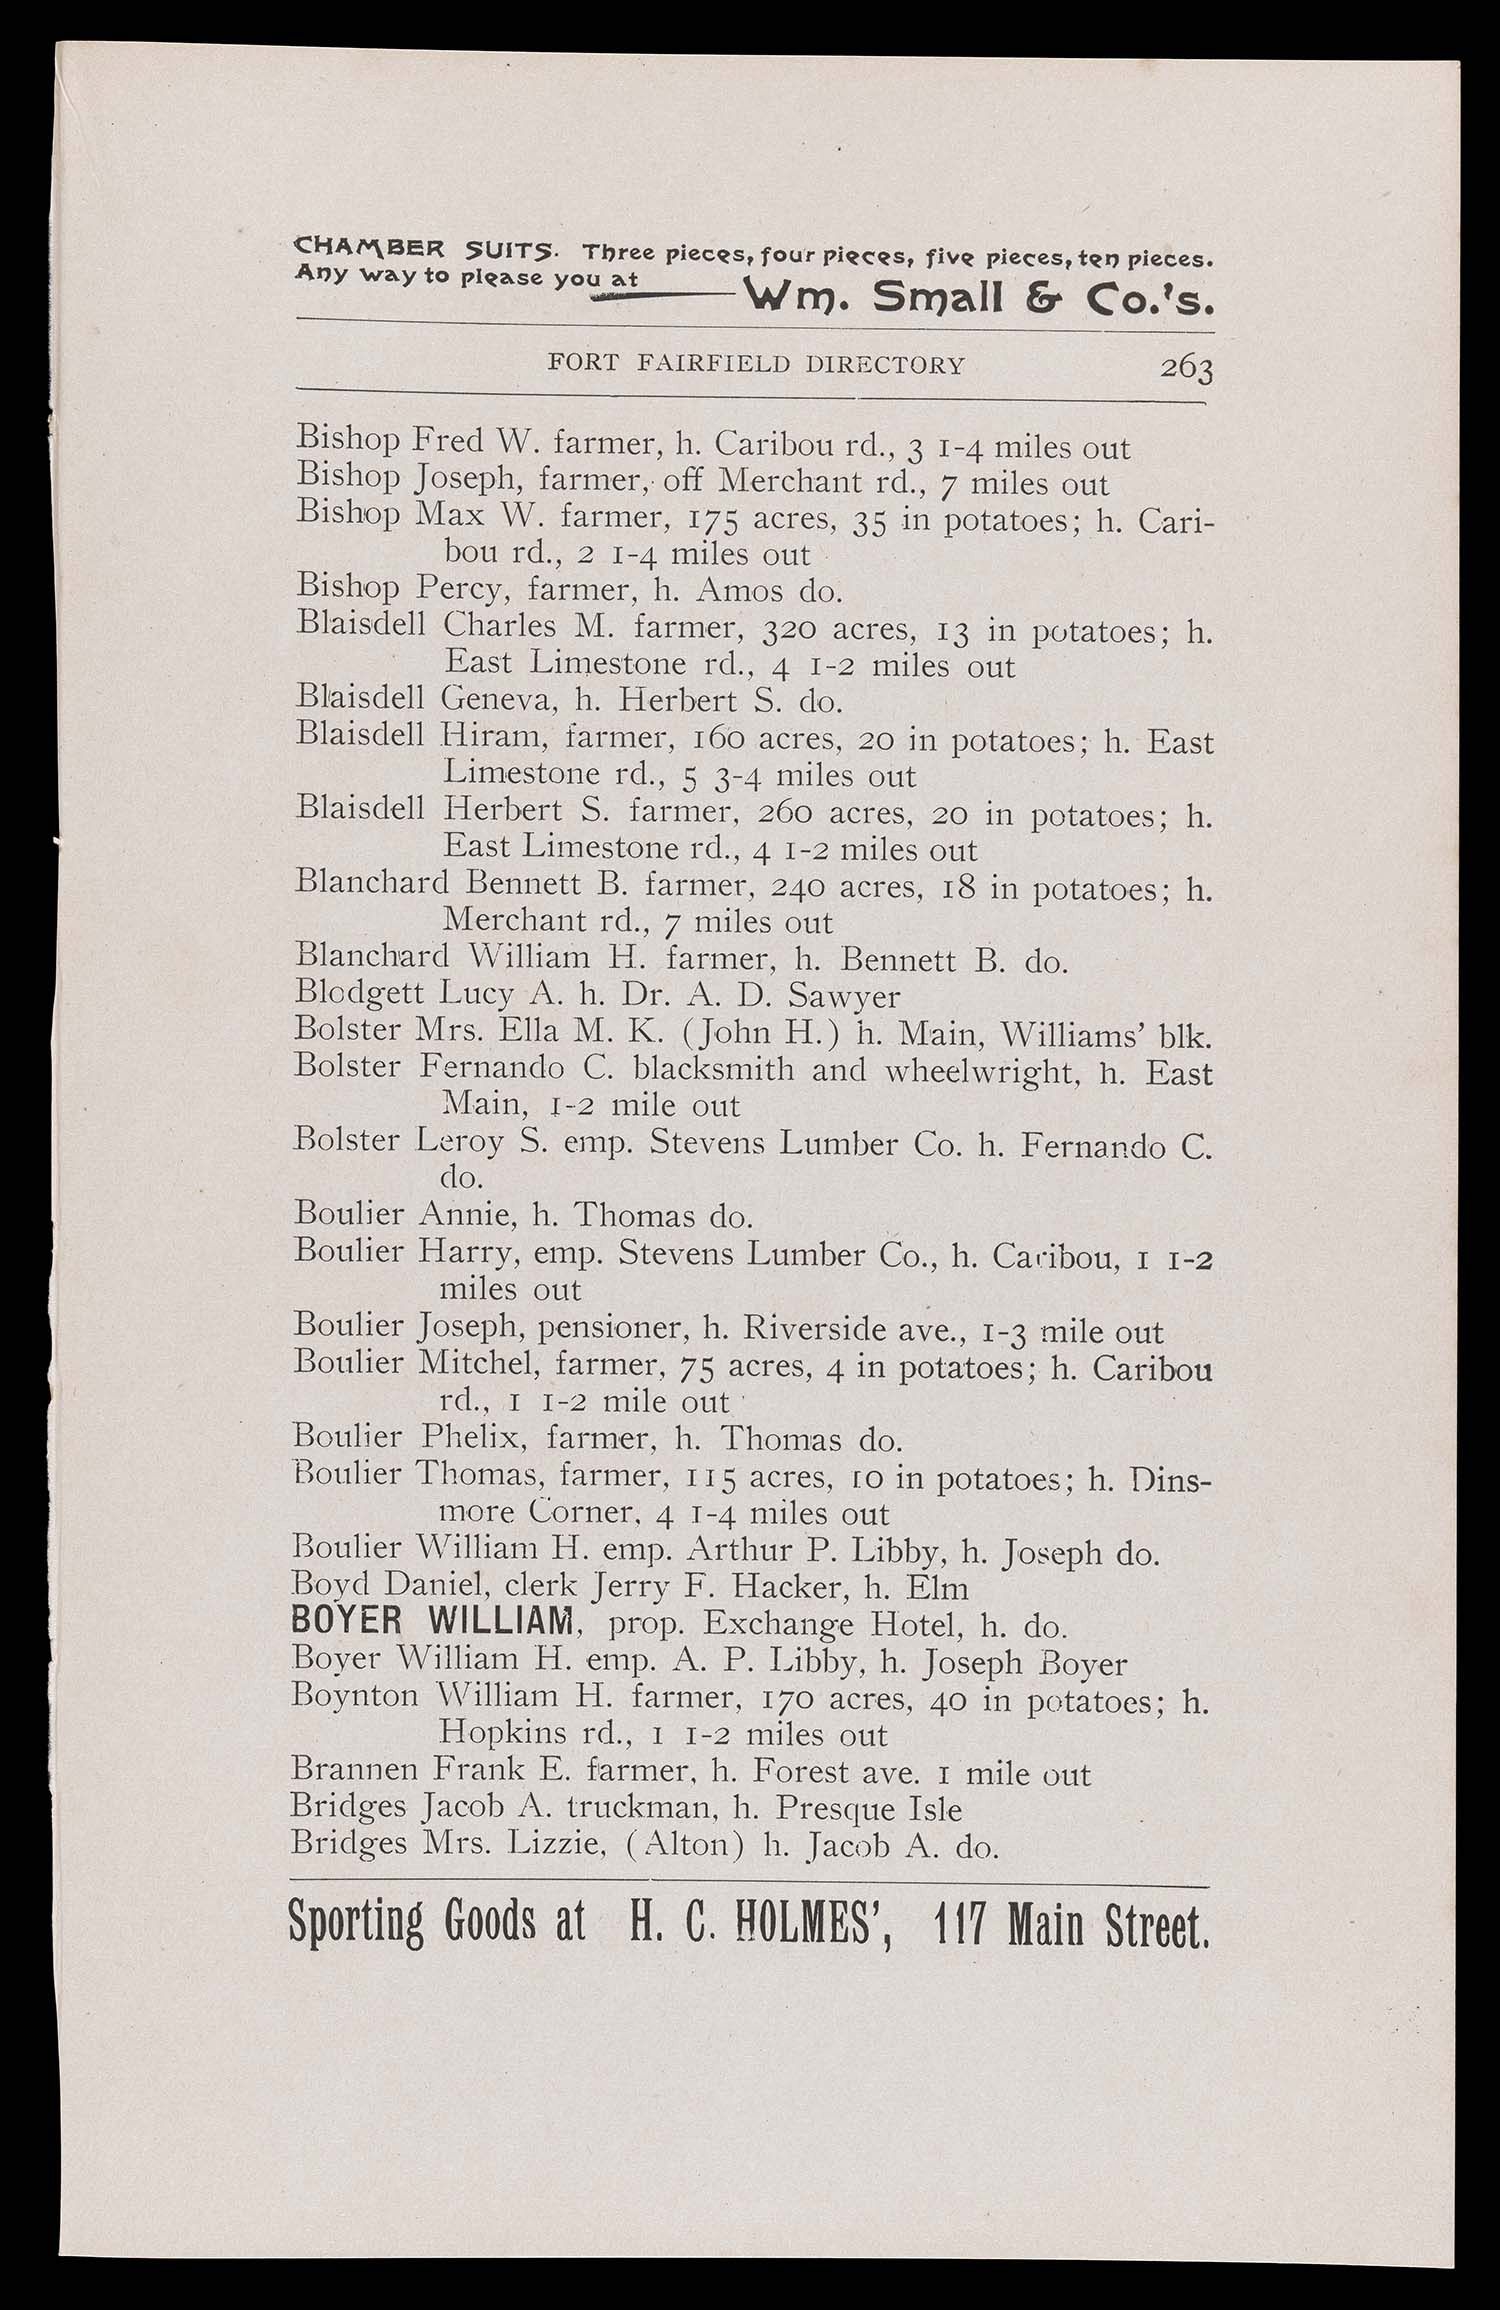 CHAMBER SUITS. Three pieces, four pieces, five pieces, ten pieces.
Any way to please you at Wm. Small & Co.'s.
FORT FAIRFIELD DIRECTORY 263
Bishop Fred W. farmer, h. Caribou rd., 3 1-4 miles out
Bishop Joseph, farmer, off Merchant rd., 7 miles out
Bishop Max W. farmer, 175 acres, 35 in potatoes; h. Cari-
bou rd., 2 1-4 miles out
Bishop Percy, farmer, h. Amos do.
Blaisdell Charles M. farmer, 320 acres, 13 in potatoes; h.
East Limestone rd., 4 1-2 miles out
Blaisdell Geneva, h. Herbert S. do.
Blaisdell Hiram, farmer, 160 acres, 20 in potatoes; h. East
Limestone rd., 5 3-4 miles out
Blaisdell Herbert S. farmer, 260 acres, 20 in potatoes; h.
East Limestone rd., 4 1-2 miles out
Blanchard Bennett B. farmer, 240 acres, 18 in potatoes; h.
Merchant rd., 7 miles out
Blanchard William H. farmer, h. Bennett B. do.
Blodgett Lucy A. h. Dr. A. D. Sawyer
Bolster Mrs. Ella M. K. (John H.) h. Main, Williams' blk.
Bolster Fernando C. blacksmith and wheelwright, h. East
Main, 1-2 mile out
Bolster Leroy S. emp. Stevens Lumber Co. h. Fernando C.
do.
Boulier Annie, h. Thomas do.
Boulier Harry, emp. Stevens Lumber Co., h. Caribou, 1 1-2
miles out
Boulier Joseph, pensioner, h. Riverside ave., 1-3 mile out
Boulier Mitchel, farmer, 75 acres, 4 in potatoes; h. Caribou
rd., 1 1-2 mile out
Boulier Phelix, farmer, h. Thomas do.
Boulier Thomas, farmer, 115 acres, 10 in potatoes; h. Dins-
more Corner, 4 1-4 miles out
Boulier William H. emp. Arthur P. Libby, h. Joseph do.
Boyd Daniel, clerk Jerry F. Hacker, h. Elm
BOYER WILLIAM, prop. Exchange Hotel, h. do.
Boyer William H. emp. A. P. Libby, h. Joseph Boyer
Boynton William H. farmer, 170 acres, 40 in potatoes; h.
Hopkins rd., 1 1-2 miles out
Brannen Frank E. farmer, h. Forest ave. 1 mile out
Bridges Jacob A. truckman, h. Presque Isle
Bridges Mrs. Lizzie, (Alton) h. Jacob A. do.
Sporting Goods at H. C. HOLMES', 117 Main Street.